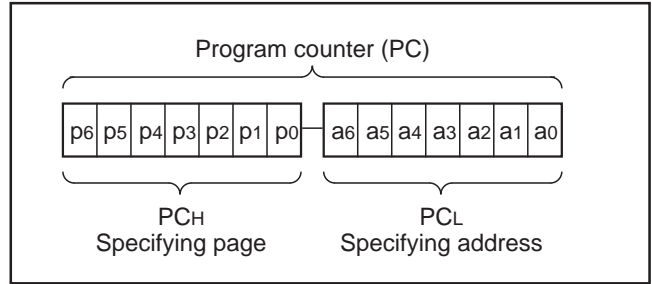 Program counter (PC)
p6 p5 p4 p3 p2 p1 p0 a6 a5 a4 a3 a2 a1 a0
PCH PCL
Specifying page Specifying address